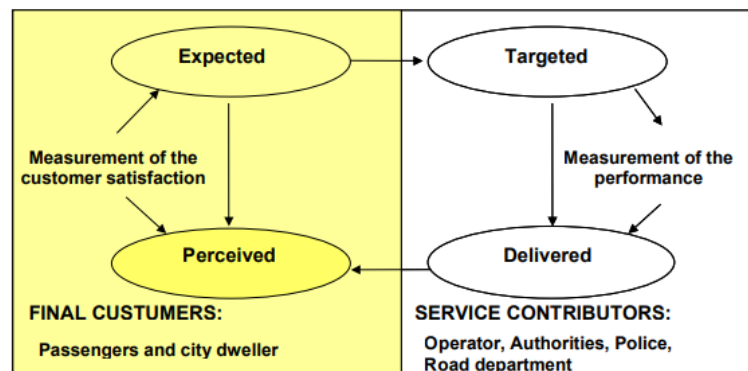 Expected
Targeted
Measurement of the
customer satisfaction
Measurement of the
performance
Perceived
Delivered
FINAL CUSTUMERS:
Passengers and city dweller
SERVICE CONTRIBUTORS:
Operator, Authorities, Police,
Road department